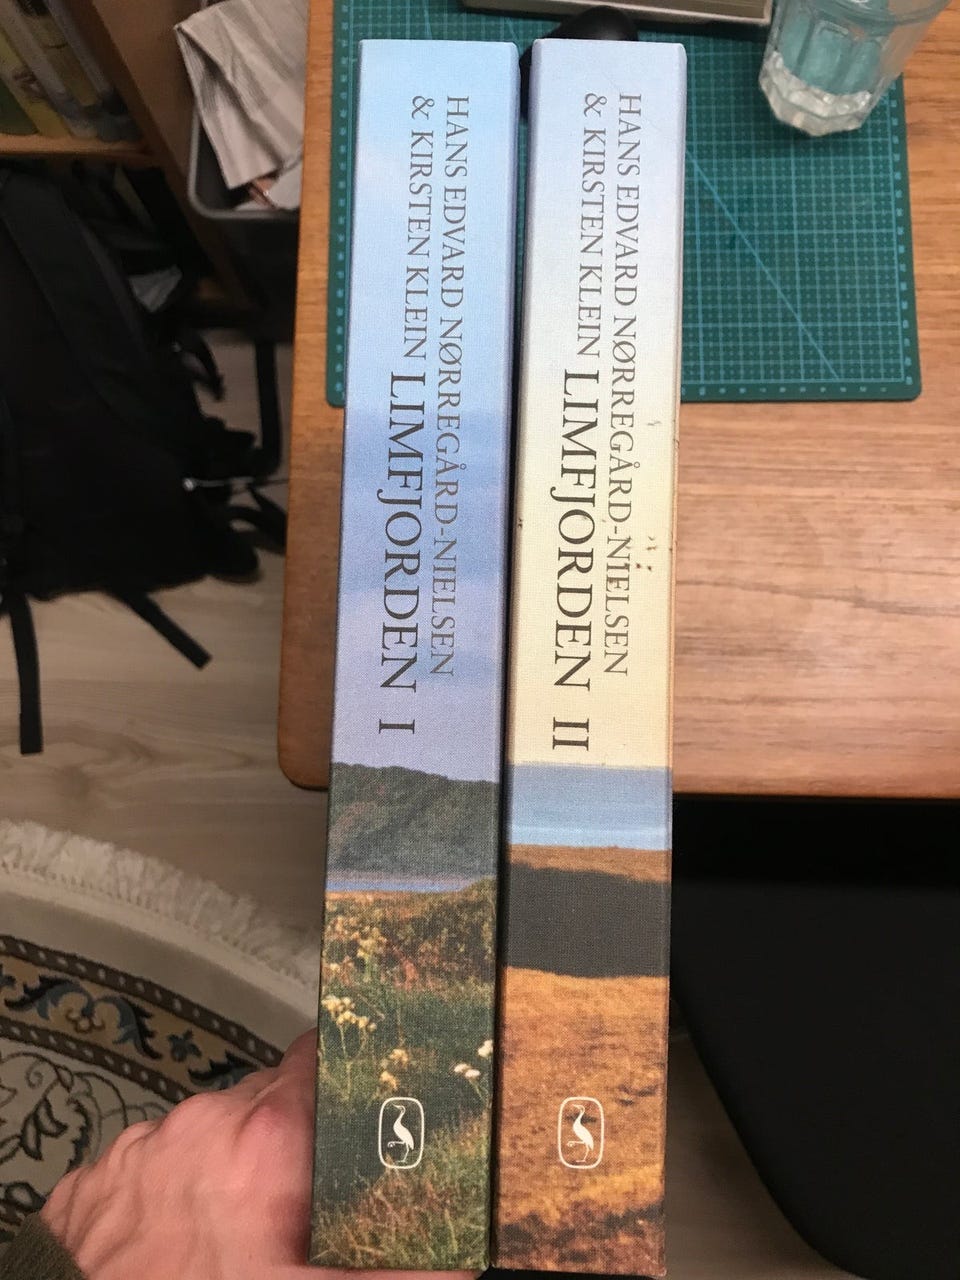 HANS EDVARD NØRREGÅRD-NIELSEN
& KIRSTEN KLEIN LIMFJORDEN I
HANS EDVARD NØRREGÅRD-NIELSEN
& KIRSTEN KLEIN LIMFJORDEN II